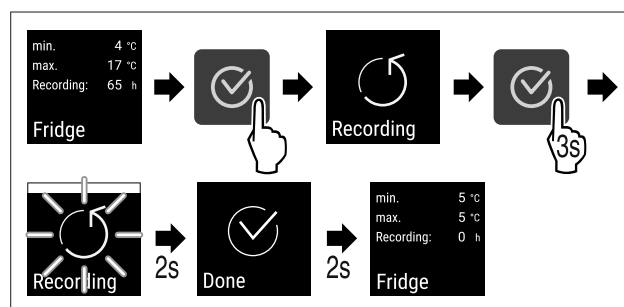 min. 4 °C
max. 17 °C
Recording: 65 h
Fridge
Recording
3s
Recording
2s
Done
2s
min. 5 °C
max. 5 °C
Recording: 0 h
Fridge